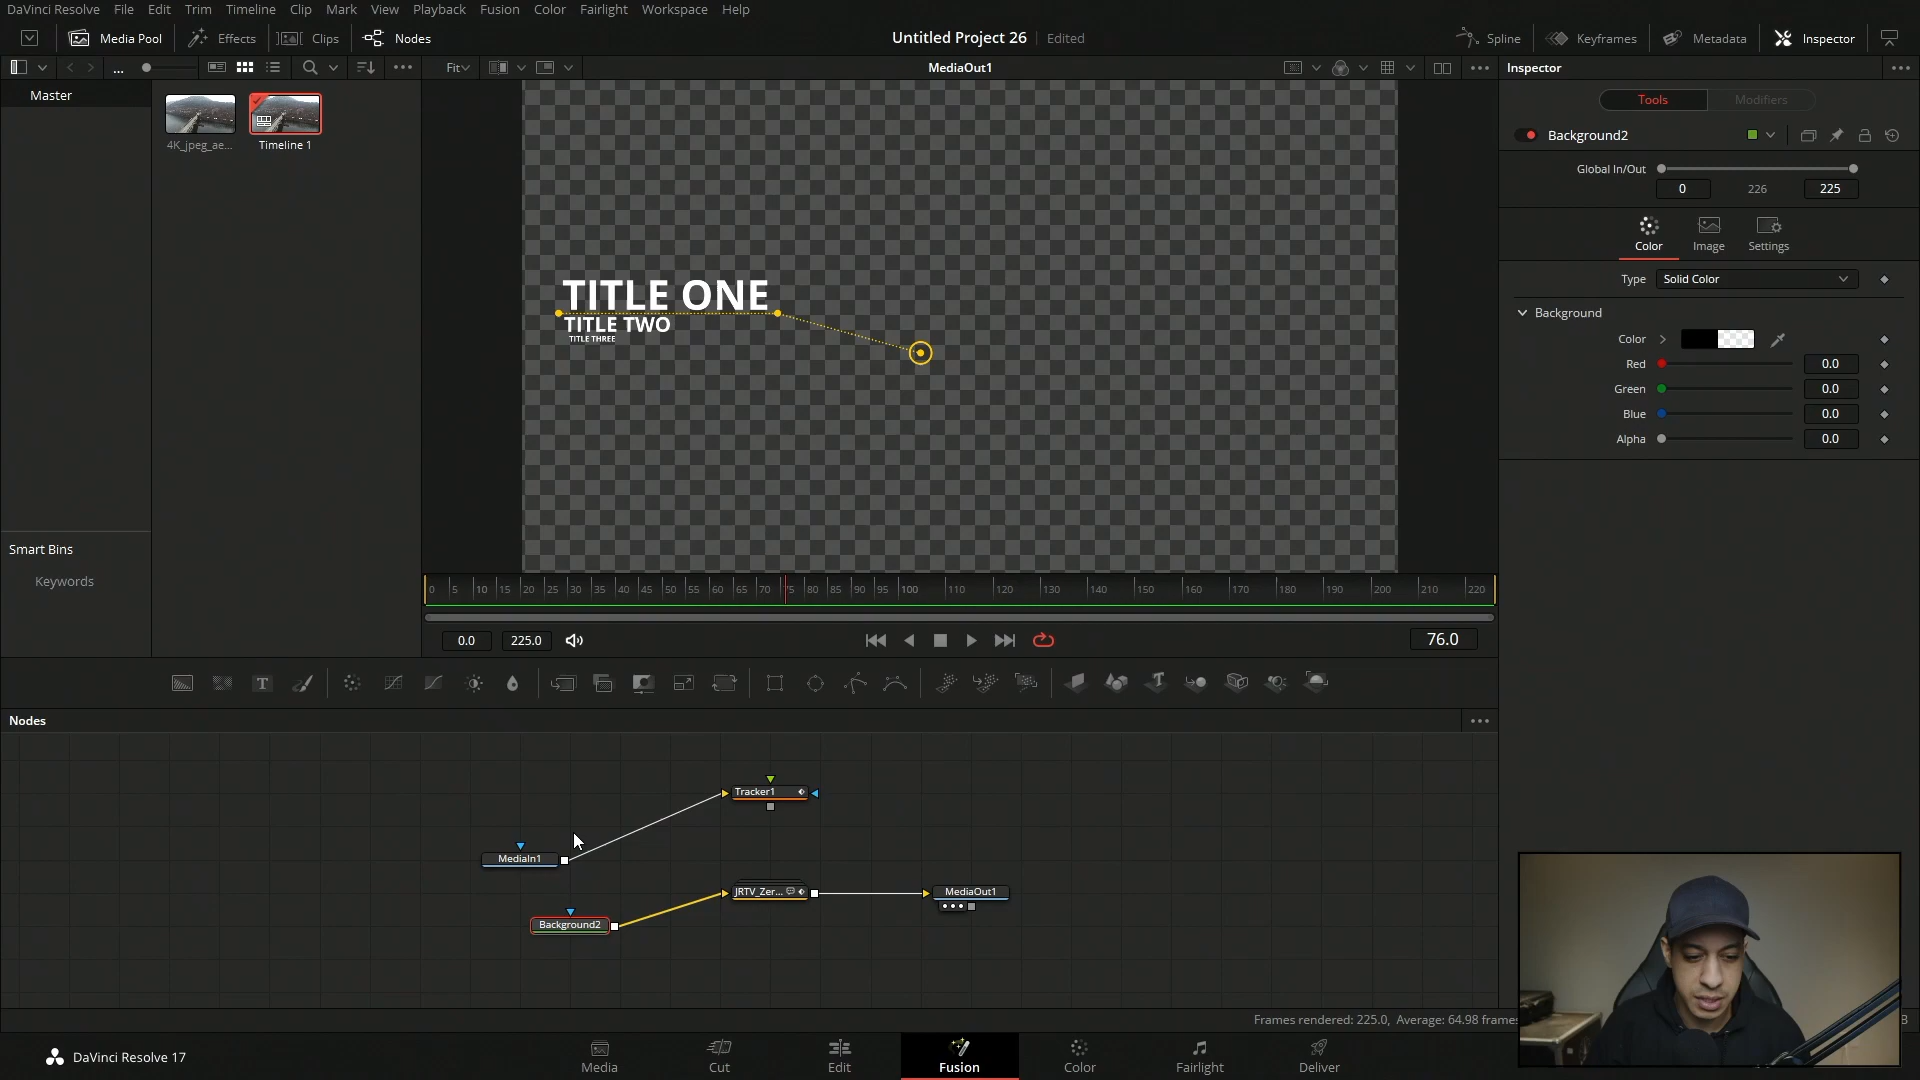 DaVinci Resolve File Edit Trim Timeline Clip Mark View Playback Fusion Color Fairlight Workspace Help
Media Pool Effects Clips Nodes Untitled Project 26 Edited Spline Keyframes Metadata Inspector
... Fit MediaOut1 Inspector
Master
4K_jpeg_ae... Timeline 1
Tools Modifiers
Background2
Global In/Out
0 226 225
Color Image Settings
Type Solid Color
Background
Color
Red 0.0
Green 0.0
Blue 0.0
Alpha 0.0
TITLE ONE
TITLE TWO
TITLE THREE
Smart Bins
Keywords
0 5 10 15 20 25 30 35 40 45 50 55 60 65 70 75 80 85 90 95 100 110 120 130 140 150 160 170 180 190 200 210 220
0.0 225.0 76.0
Nodes
Tracker1
MediaIn1
JRTV_Zer... MediaOut1
Background2
Frames rendered: 225.0, Average: 64.98 frames
DaVinci Resolve 17
Media Cut Edit Fusion Color Fairlight Deliver